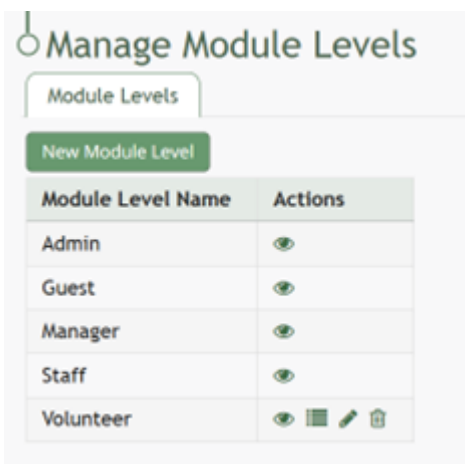 Manage Module Levels
Module Levels
New Module Level
Module Level Name Actions
Admin
Guest
Manager
Staff
Volunteer